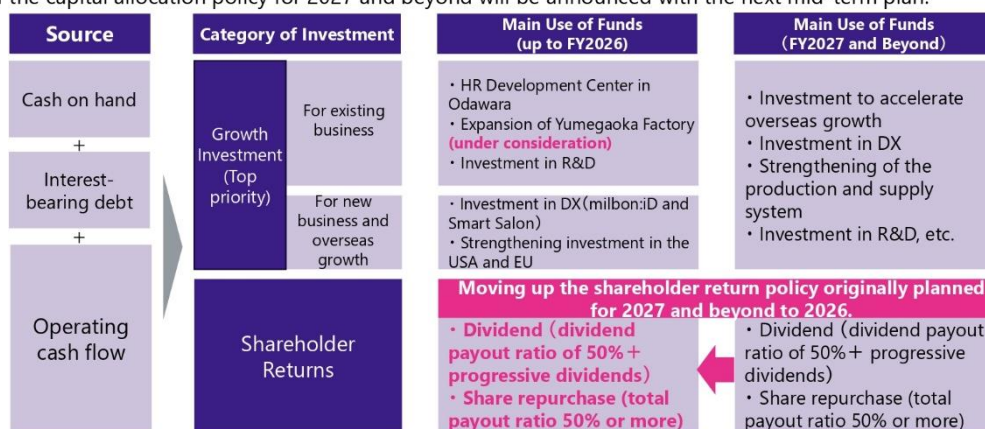 r the capital allocation policy for 2027 and beyond will be announced with the next mid-term plan.
Source
Category of Investment
Main Use of Funds
(up to FY2026)
Main Use of Funds
(FY2027 and Beyond)
Cash on hand
+
Interest-
bearing debt
+
Operating
cash flow
Growth
Investment
(Top
priority)
For existing
business
For new
business and
overseas
growth
Shareholder
Returns
・HR Development Center in
Odawara
・Expansion of Yumegaoka Factory
(under consideration)
・Investment in R&D
・Investment in DX(milbon:iD and
Smart Salon)
・Strengthening investment in the
USA and EU
・Investment to accelerate
overseas growth
・Investment in DX
・Strengthening of the
production and supply
system
・Investment in R&D, etc.
Moving up the shareholder return policy originally planned
for 2027 and beyond to 2026.
・Dividend (dividend
payout ratio of 50%+
progressive dividends)
・Share repurchase (total
payout ratio 50% or more)
・Dividend (dividend payout
ratio of 50%+ progressive
dividends)
・Share repurchase (total
payout ratio 50% or more)